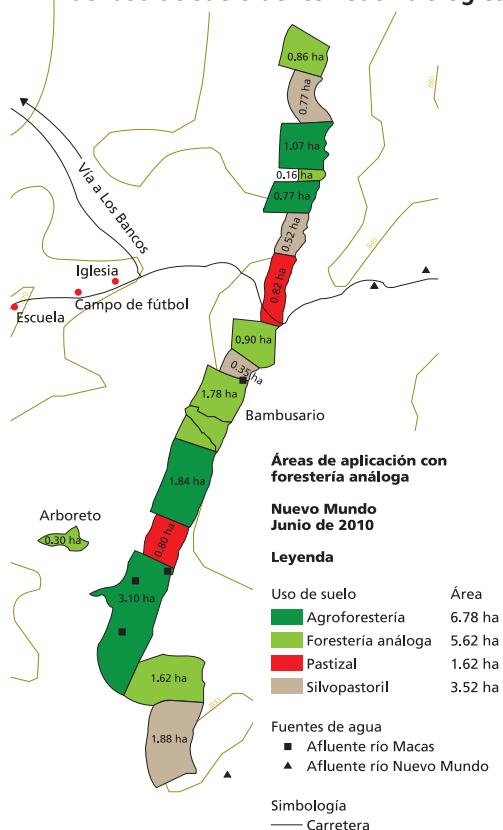 0.86 ha
880
0.77 ha
1.07 ha
0.16 ha
0.77 ha
Vía a Los Bancos
0.52 ha
840
Iglesia
0.82 ha
Campo de fútbol
Escuela
0.90 ha
0.35 ha
1.78 ha
Bambusario
1.84 ha
Arboreto
0.30 ha
0.80 ha
3.10 ha
1.62 ha
800
1.88 ha
Áreas de aplicación con
forestería análoga
Nuevo Mundo
Junio de 2010
Leyenda
Uso de suelo Área
Agroforestería 6.78 ha
Forestería análoga 5.62 ha
Pastizal 1.62 ha
Silvopastoril 3.52 ha
Fuentes de agua
Afluente río Macas
Afluente río Nuevo Mundo
Simbología
Carretera